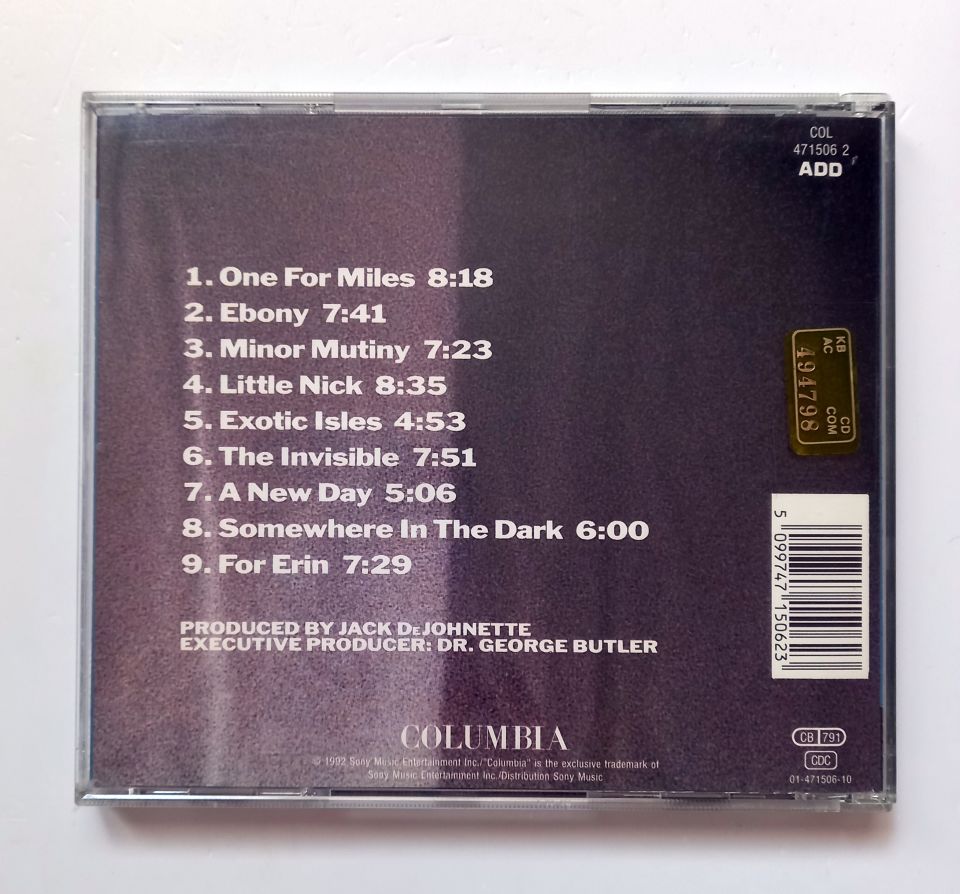 COL
471506 2
ADD
1. One For Miles 8:18
2. Ebony 7:41
3. Minor Mutiny 7:23
4. Little Nick 8:35
5. Exotic Isles 4:53
6. The Invisible 7:51
7. A New Day 5:06
8. Somewhere In The Dark 6:00
9. For Erin 7:29
KB CD
AC COM
494798
5 099747 150623
PRODUCED BY JACK DeJOHNETTE
EXECUTIVE PRODUCER: DR. GEORGE BUTLER
COLUMBIA
© 1992 Sony Music Entertainment Inc./"Columbia" is the exclusive trademark of
Sony Music Entertainment Inc./Distribution Sony Music
CB 791
CDC
01-471506-10